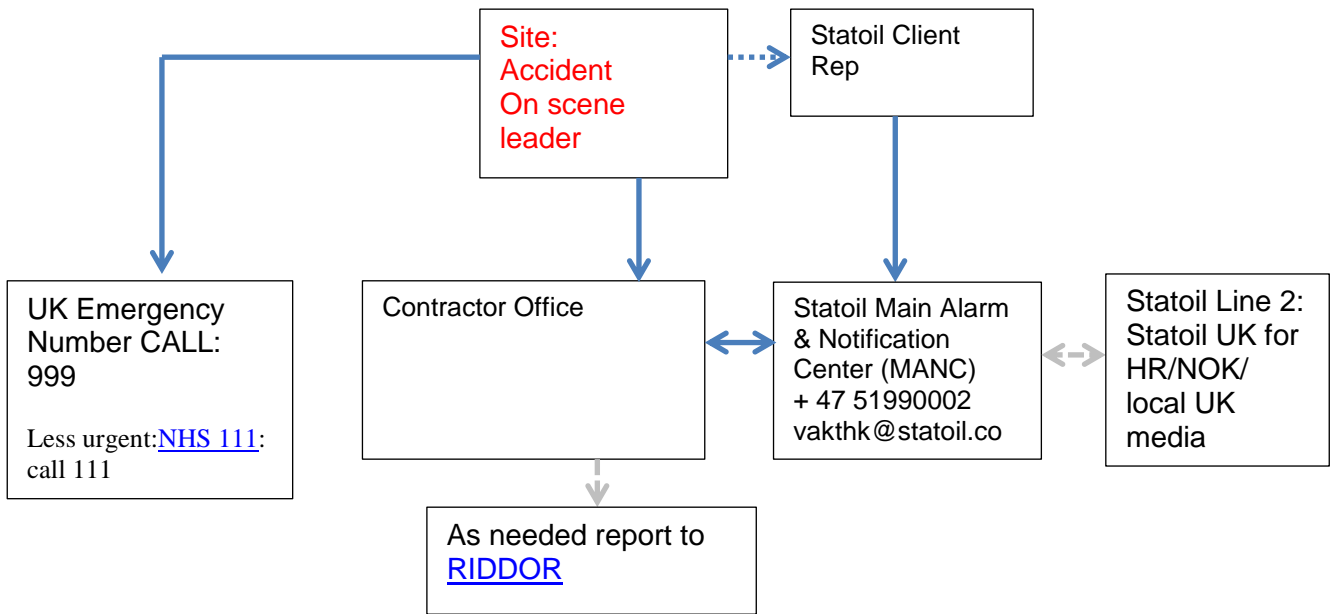 Site:
Accident
On scene
leader
Statoil Client
Rep
UK Emergency
Number CALL:
999
Less urgent:NHS 111:
call 111
Contractor Office
Statoil Main Alarm
& Notification
Center (MANC)
+ 47 51990002
vakthk@statoil.co
Statoil Line 2:
Statoil UK for
HR/NOK/
local UK
media
As needed report to
RIDDOR